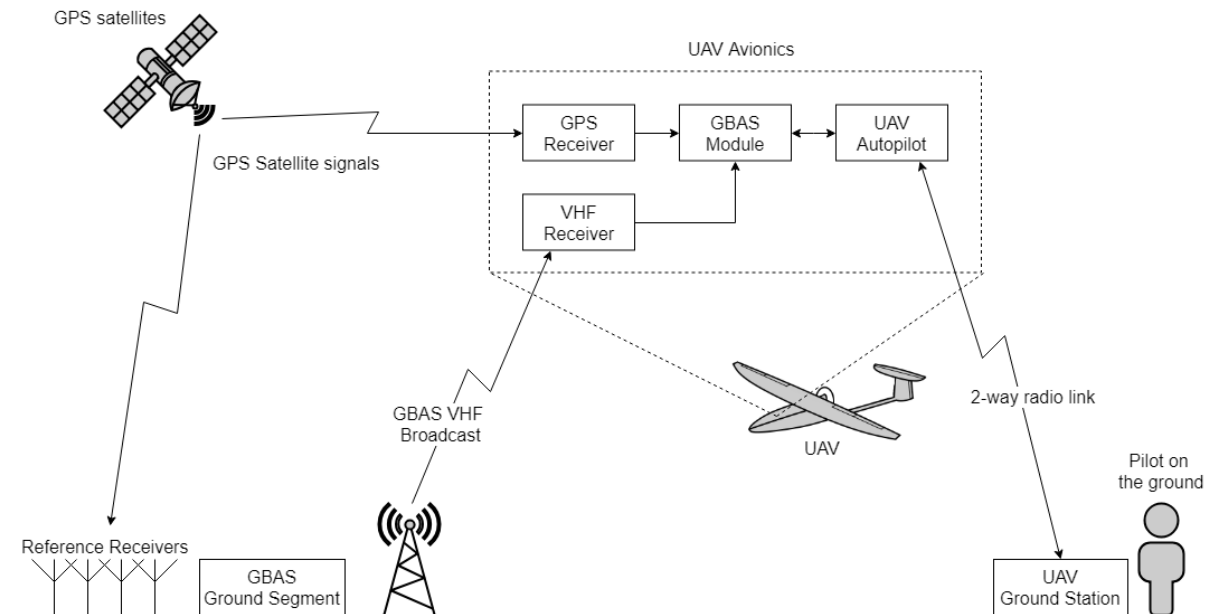 GPS satellites
UAV Avionics
GPS
Receiver
GBAS
Module
UAV
Autopilot
GPS Satellite signals
VHF
Receiver
GBAS VHF
Broadcast
2-way radio link
UAV
Pilot on
the ground
Reference Receivers
GBAS
Ground Segment
UAV
Ground Station